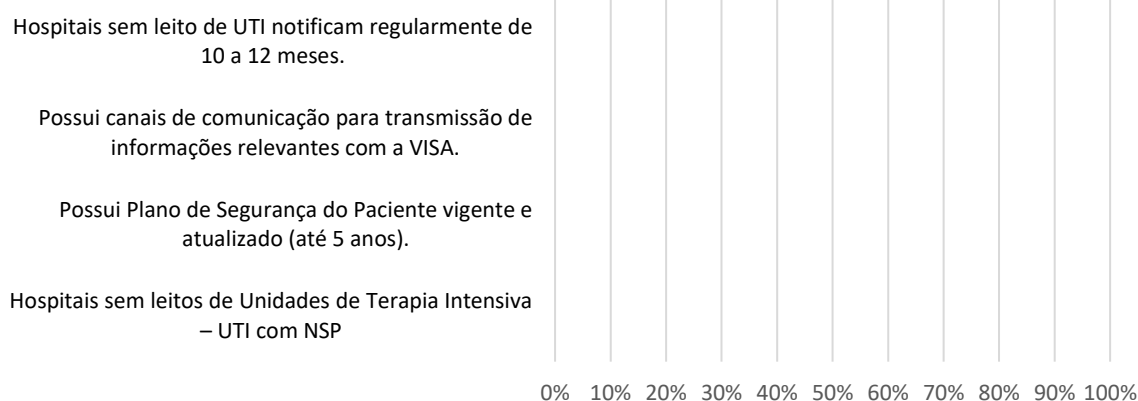 Hospitais sem leito de UTI notificam regularmente de
10 a 12 meses.
Possui canais de comunicação para transmissão de
informações relevantes com a VISA.
Possui Plano de Segurança do Paciente vigente e
atualizado (até 5 anos).
Hospitais sem leitos de Unidades de Terapia Intensiva
– UTI com NSP
0% 10% 20% 30% 40% 50% 60% 70% 80% 90% 100%